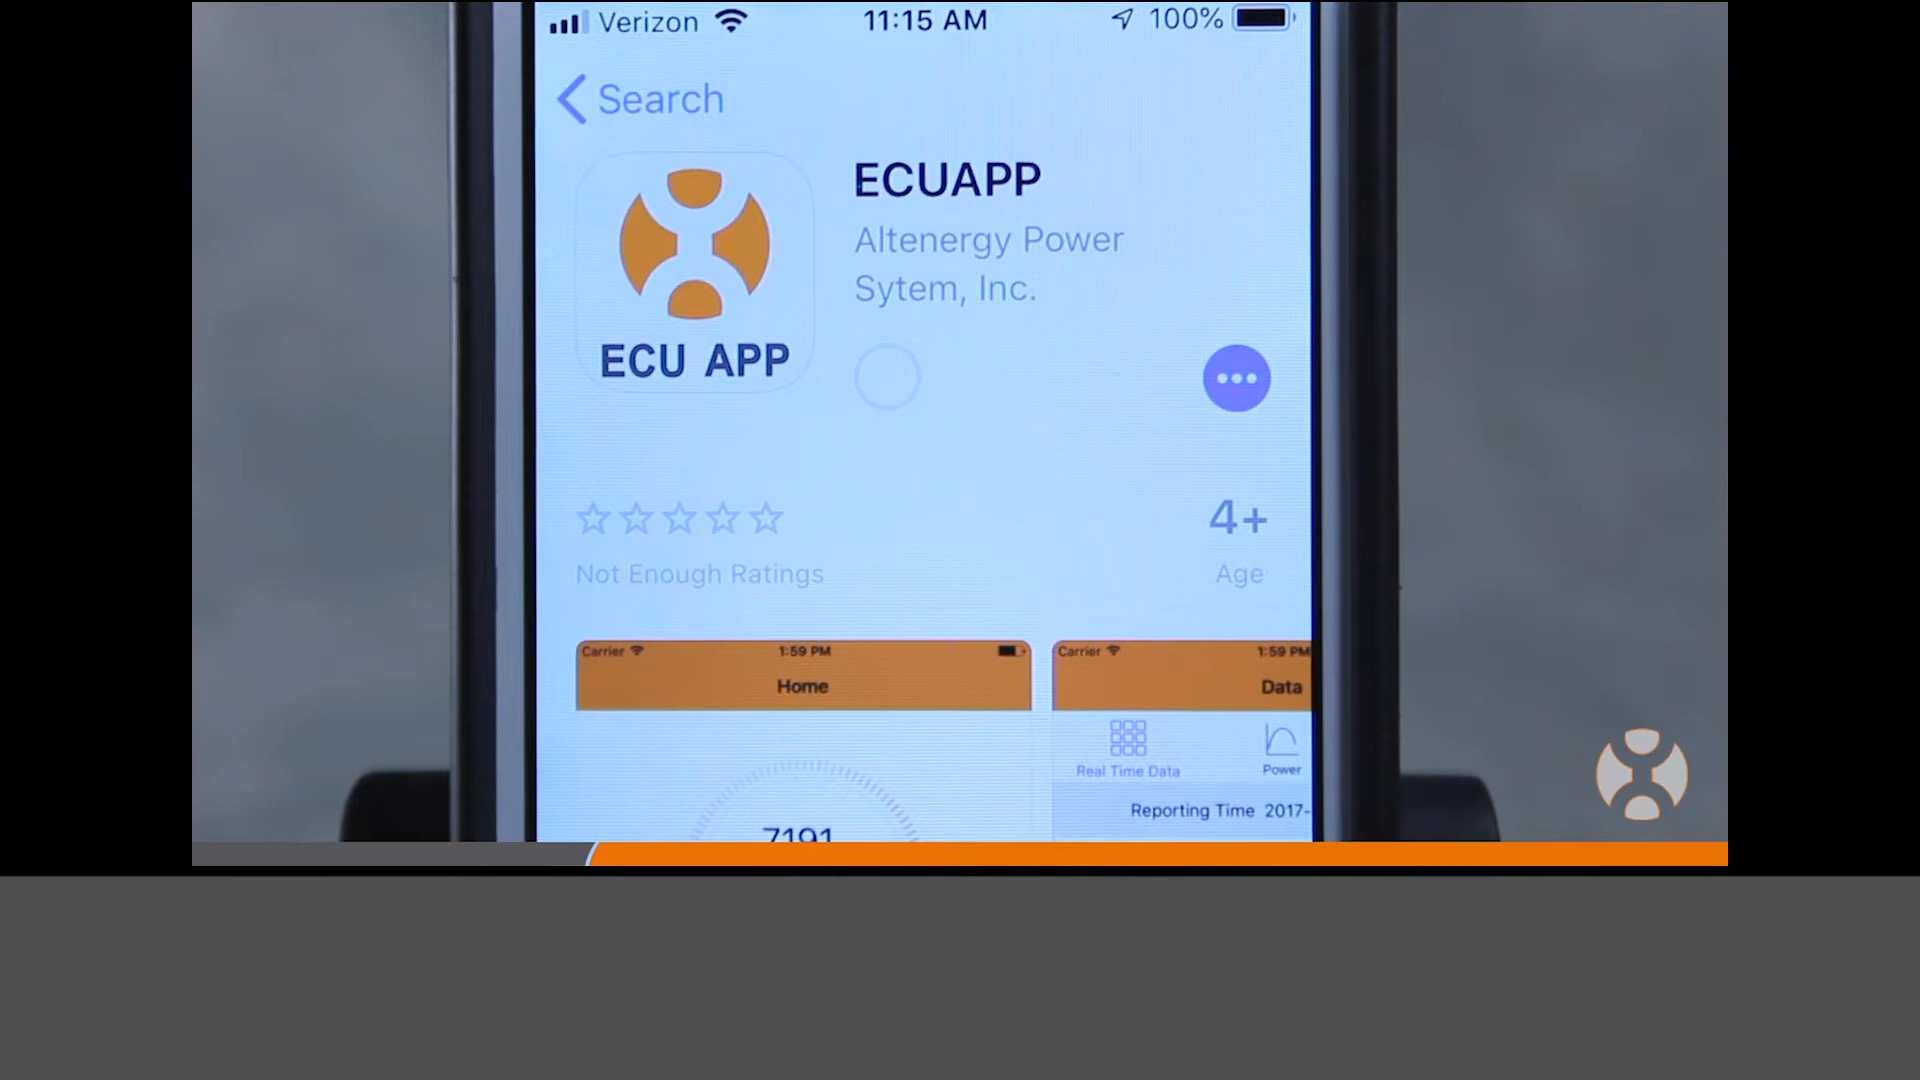 Verizon 11:15 AM 100%
Search
ECUAPP
Altenergy Power
Sytem, Inc.
ECU APP
4+
Not Enough Ratings Age
Carrier 1:59 PM
Home
Carrier 1:59 PM
Data
Real Time Data Power
Reporting Time 2017-
7191